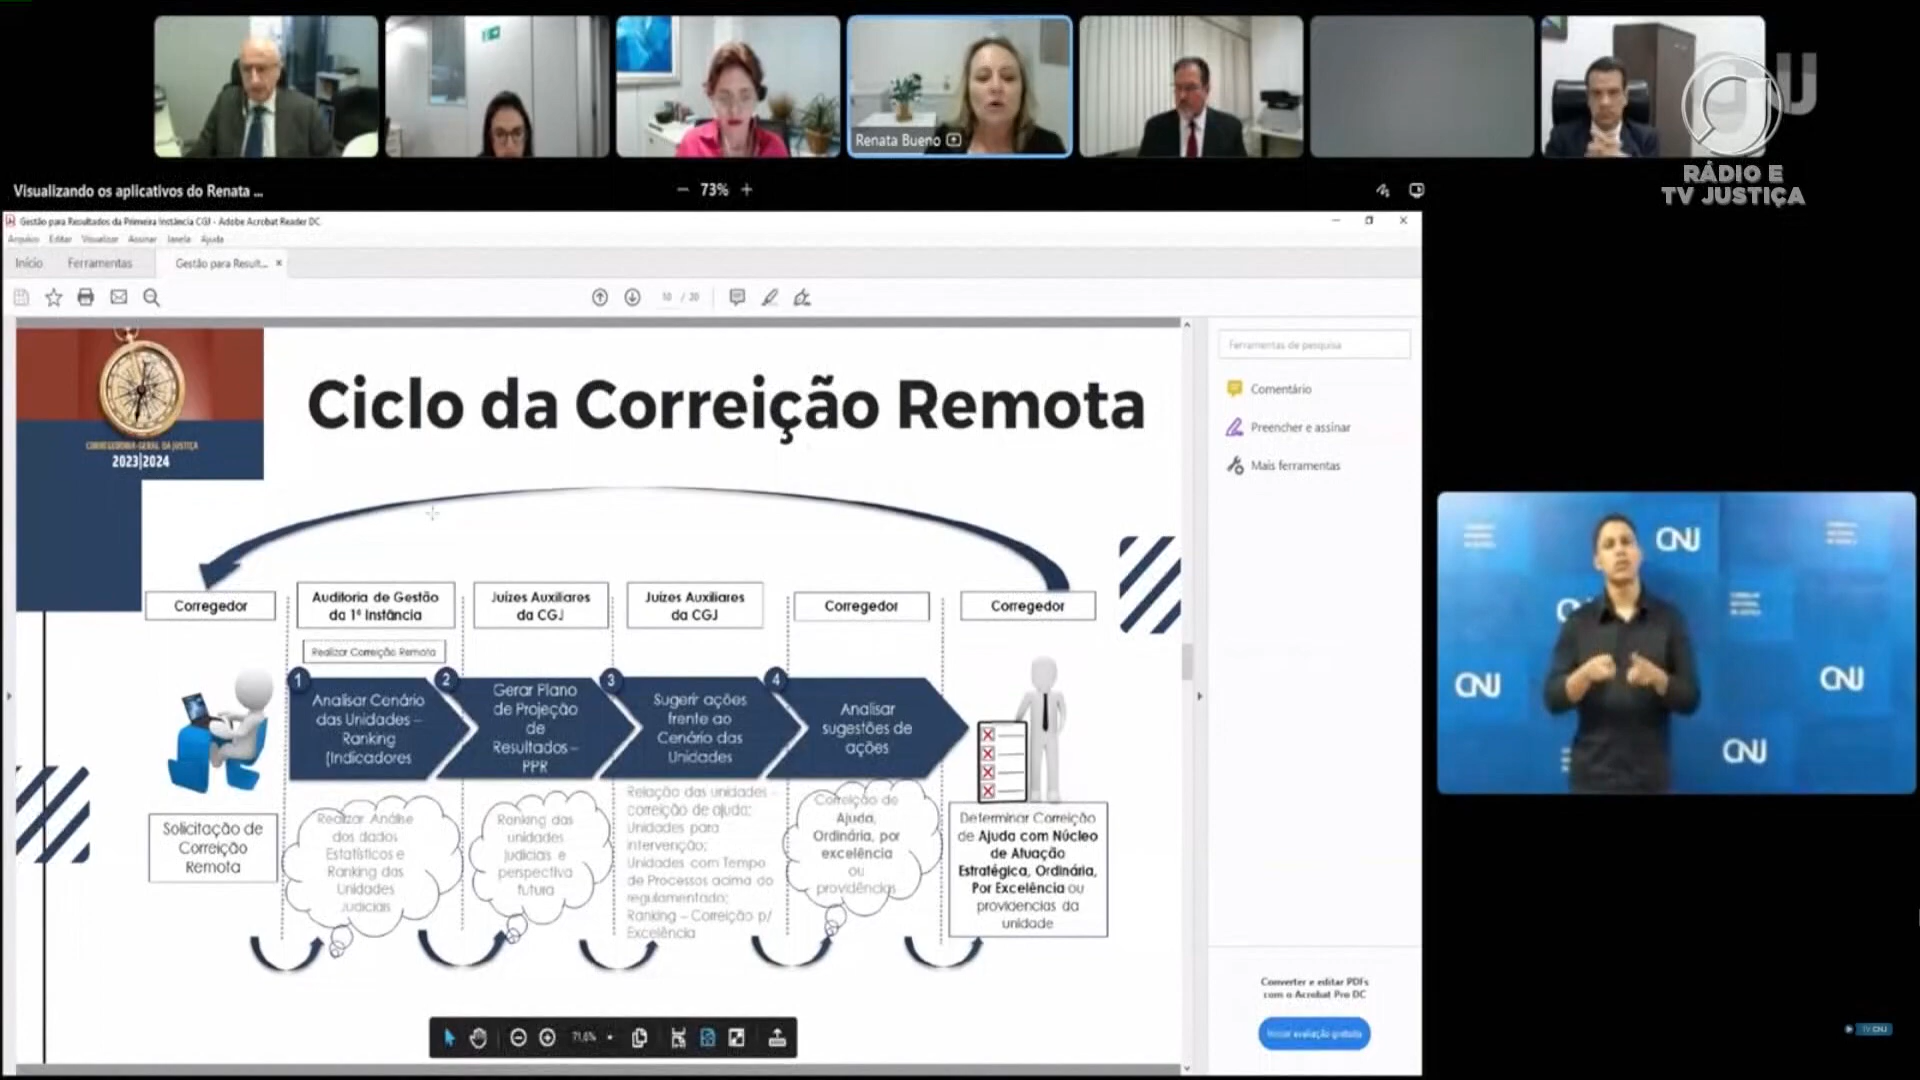 CNJ
RÁDIO E
TV JUSTIÇA
Renata Bueno
Visualizando os aplicativos do Renata ...
73%
Gestão para Resultados da Primeira Instância CGJ - Adobe Acrobat Reader DC
Arquivo Editar Visualizar Assinar Janela Ajuda
Início Ferramentas Gestão para Result... ×
10 / 20
Ferramentas de pesquisa
Comentário
Preencher e assinar
Mais ferramentas
CORREGEDORIA-GERAL DA JUSTIÇA
2023|2024
Ciclo da Correição Remota
Corregedor
Auditoria de Gestão
da 1ª Instância
Juízes Auxiliares
da CGJ
Juízes Auxiliares
da CGJ
Corregedor
Corregedor
Realizar Correição Remota
1
Analisar Cenário
das Unidades –
Ranking
(Indicadores
2
Gerar Plano
de Projeção
de
Resultados –
PPR
3
Sugerir ações
frente ao
Cenário das
Unidades
4
Analisar
sugestões de
ações
Solicitação de
Correição
Remota
Realizar Análise
dos dados
Estatísticos e
Ranking das
Unidades
Judiciais
Ranking das
unidades
judiciais e
perspectiva
futura
Relação das unidades –
correição de ajuda;
Unidades para
intervenção;
Unidades com Tempo
de Processos acima do
regulamentado;
Ranking – Correição p/
Excelência
Correição de
Ajuda,
Ordinária, por
excelência
ou
providências
Determinar Correição
de Ajuda com Núcleo
de Atuação
Estratégica, Ordinária,
Por Excelência ou
providencias da
unidade
Converter e editar PDFs
com o Acrobat Pro DC
Iniciar avaliação gratuita
71,6%
CNJ
CNJ
CNJ
CNJ
TV CNJ